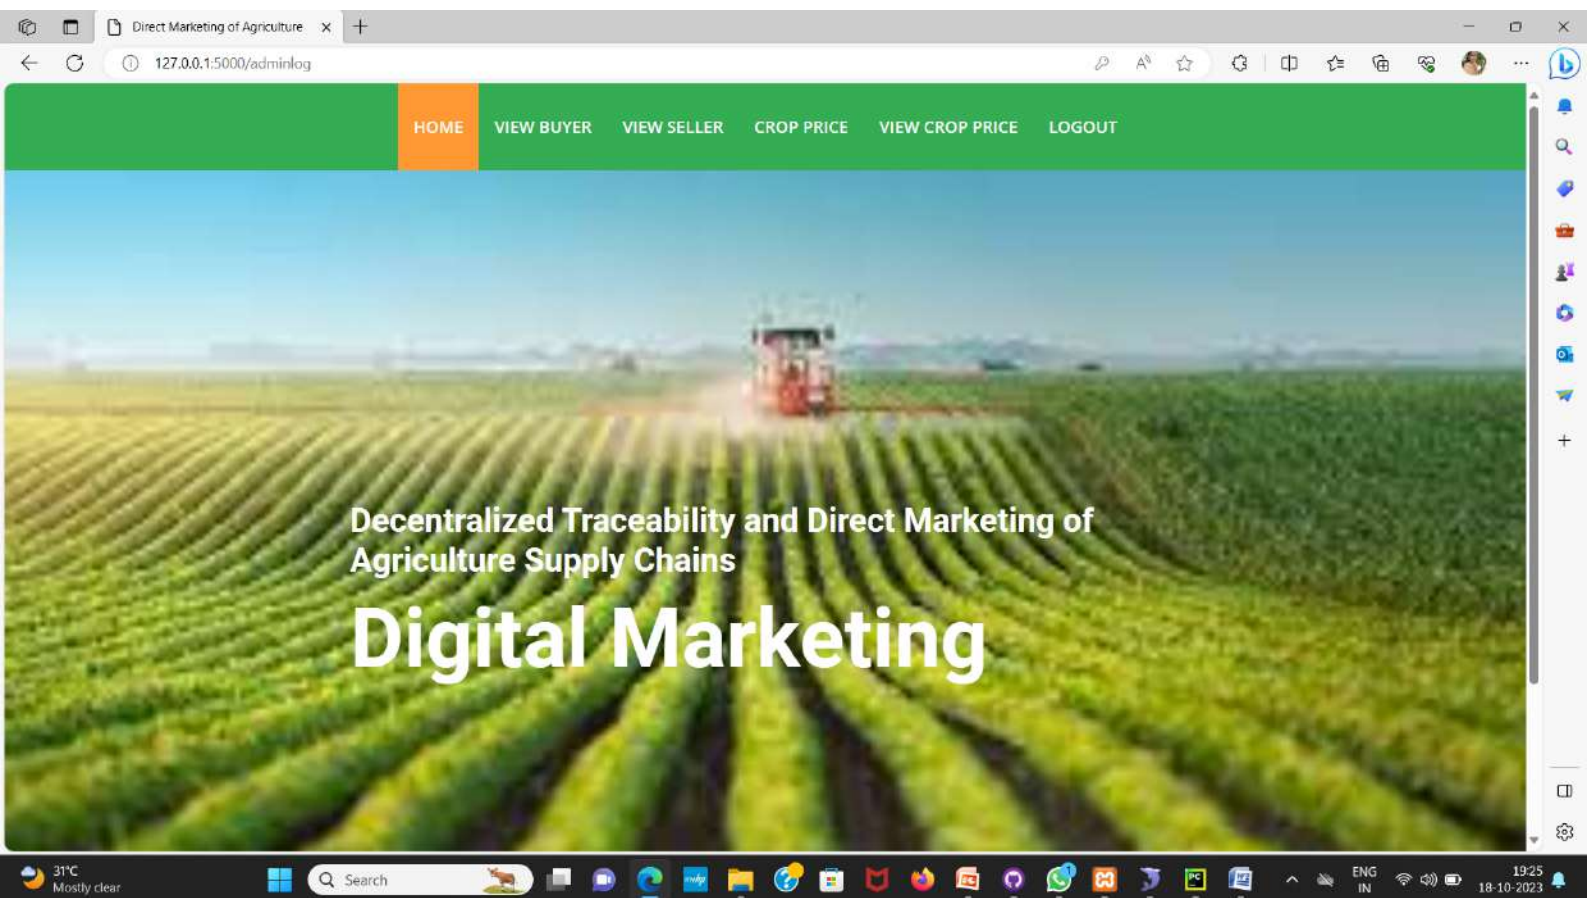 Direct Marketing of Agriculture
127.0.0.1:5000/adminlog
HOME VIEW BUYER VIEW SELLER CROP PRICE VIEW CROP PRICE LOGOUT
Decentralized Traceability and Direct Marketing of
Agriculture Supply Chains
Digital Marketing
31°C
Mostly clear
Search
ENG
IN
19:25
18-10-2023